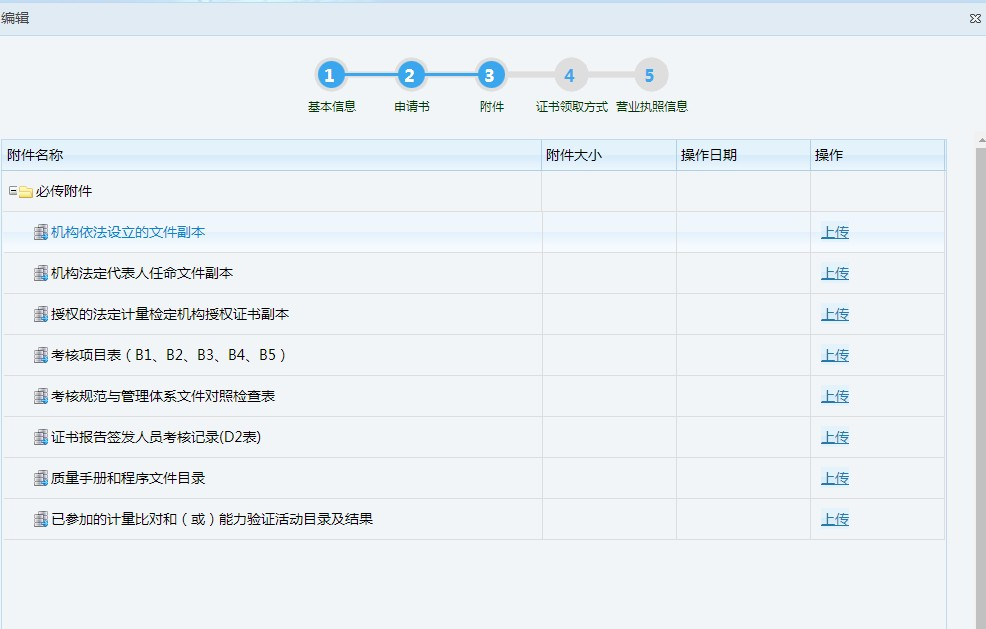 编辑
1 2 3 4 5
基本信息 申请书 附件 证书领取方式 营业执照信息
附件名称 附件大小 操作日期 操作
必传附件
机构依法设立的文件副本 上传
机构法定代表人任命文件副本 上传
授权的法定计量检定机构授权证书副本 上传
考核项目表（B1、B2、B3、B4、B5） 上传
考核规范与管理体系文件对照检查表 上传
证书报告签发人员考核记录(D2表) 上传
质量手册和程序文件目录 上传
已参加的计量比对和（或）能力验证活动目录及结果 上传